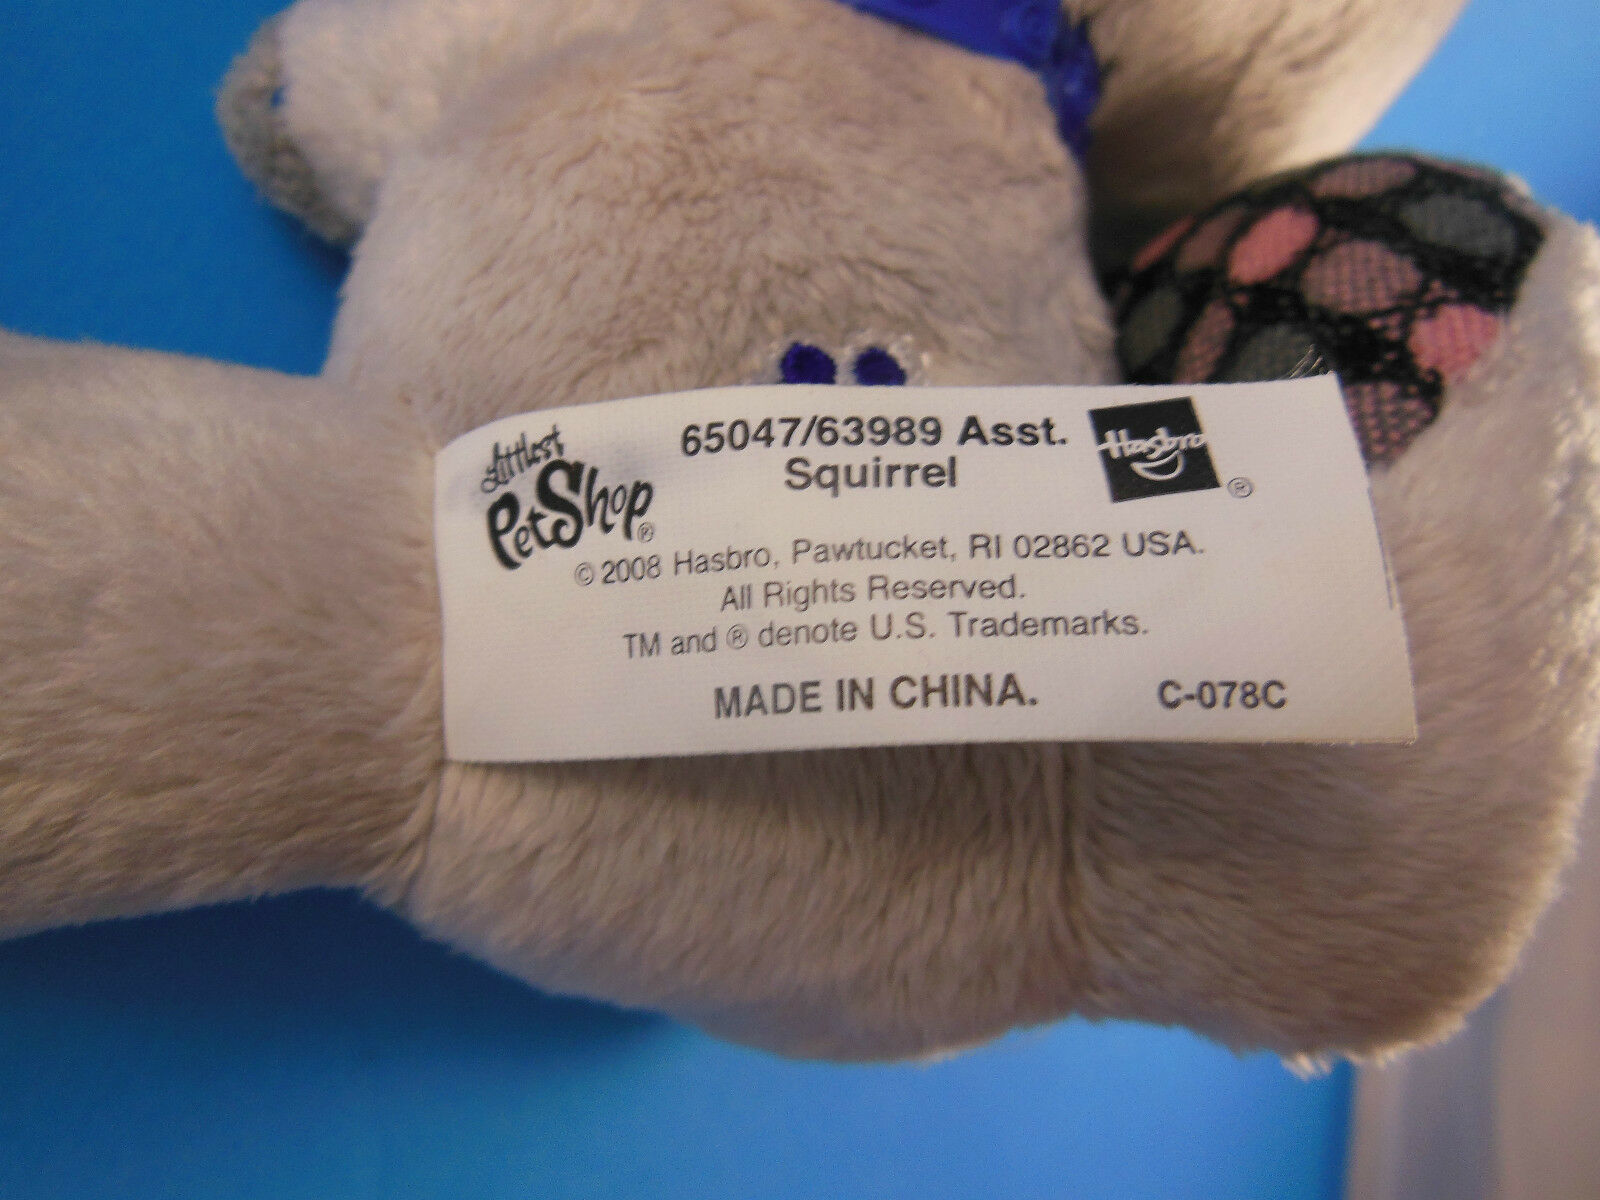 Littlest
PetShop®
65047/63989 Asst.
Squirrel
Hasbro®
© 2008 Hasbro, Pawtucket, RI 02862 USA.
All Rights Reserved.
TM and ® denote U.S. Trademarks.
MADE IN CHINA. C-078C